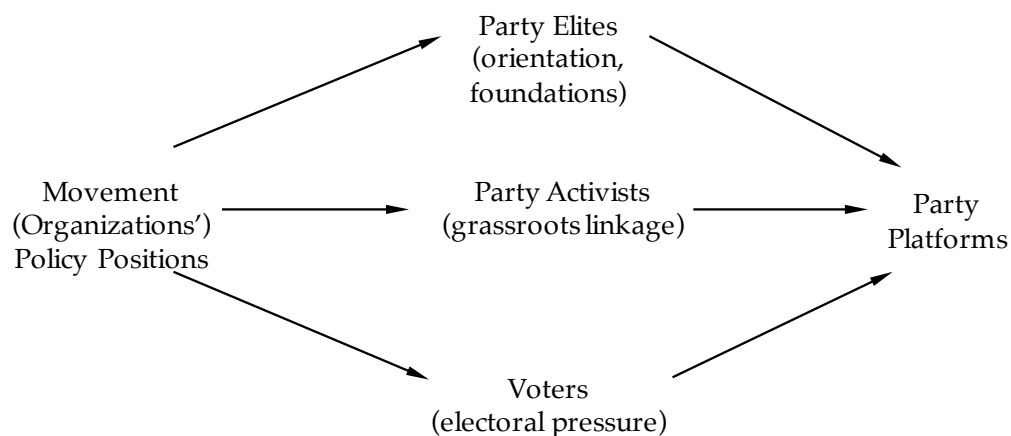 Party Elites
(orientation,
foundations)
Movement
(Organizations’)
Policy Positions
Party Activists
(grassroots linkage)
Party
Platforms
Voters
(electoral pressure)